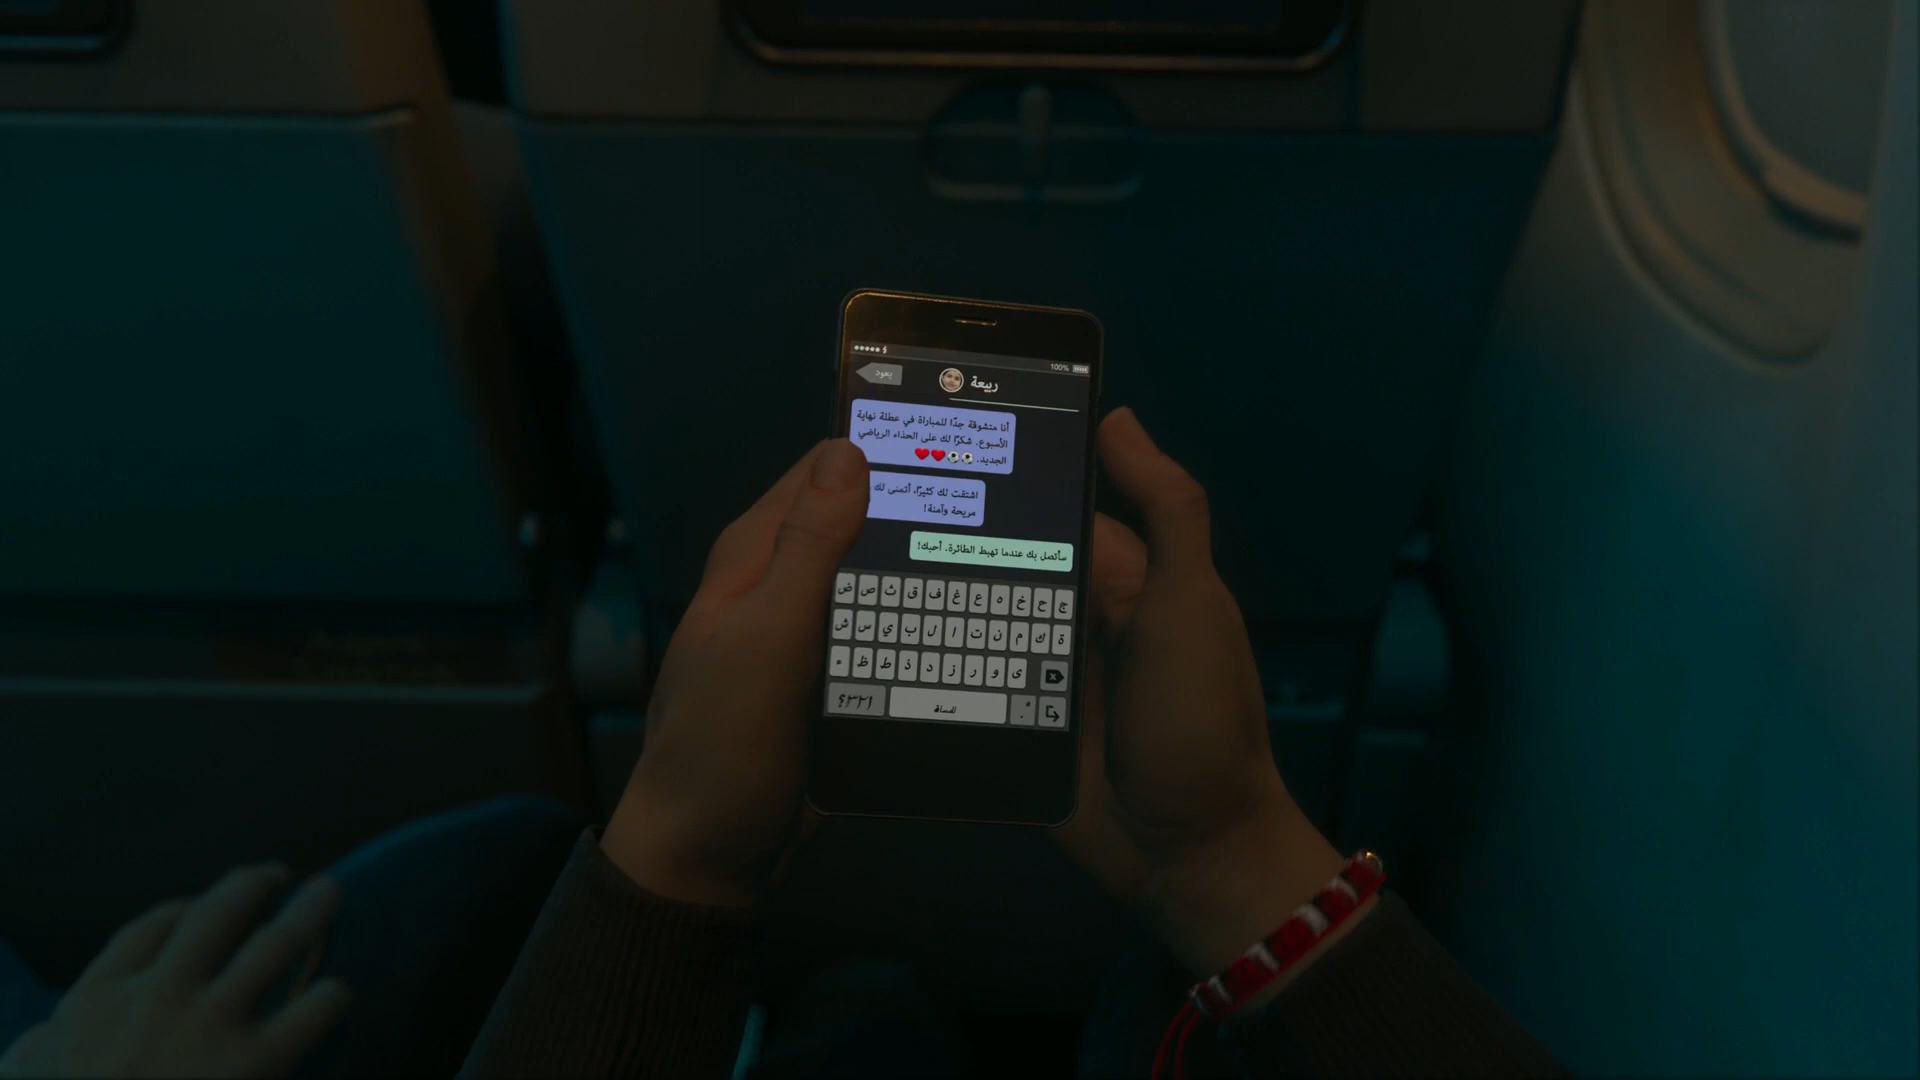 100%
يعود
ربيعة
أنا متشوقة جدًا للمباراة في عطلة نهاية
الأسبوع. شكرًا لك على الحذاء الرياضي
الجديد. ⚽⚽❤❤
اشتقت لك كثيرًا، أتمنى لك
مريحة وآمنة!
سأتصل بك عندما تهبط الطائرة. أحبك!
ض ص ث ق ف غ ع ه خ ح ج
ش س ي ب ل ا ت ن م ك ة
ء ظ ط ذ د ز ر و ى
؟٣٢١
المسافة